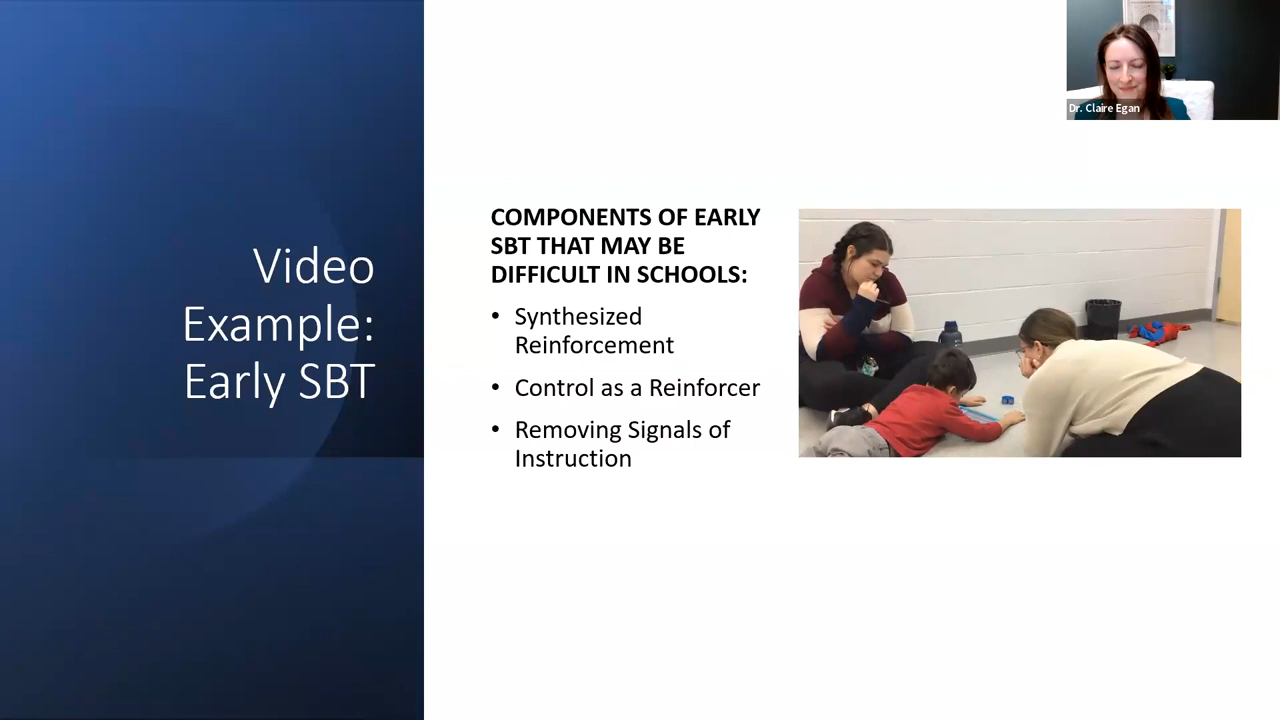 Video
Example:
Early SBT
COMPONENTS OF EARLY
SBT THAT MAY BE
DIFFICULT IN SCHOOLS:
• Synthesized
Reinforcement
• Control as a Reinforcer
• Removing Signals of
Instruction
Dr. Claire Egan